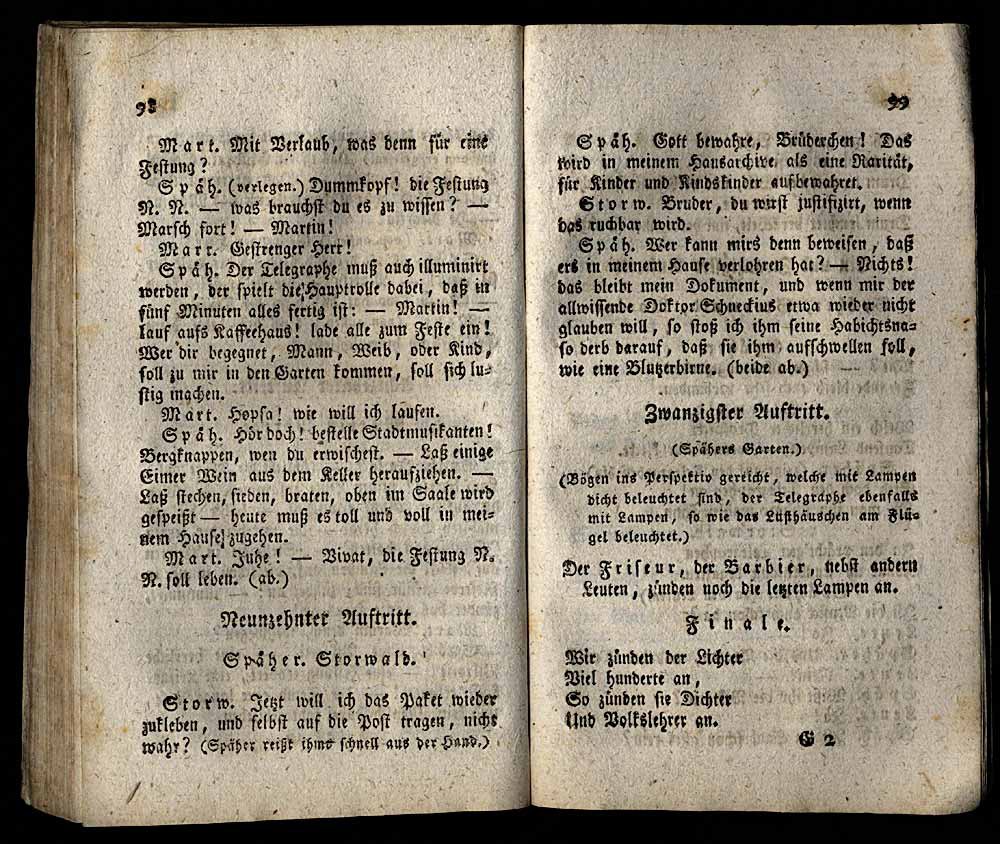 98
Mart. Mit Verlaub, was denn für eine
Festung?
Späh. (verlegen.) Dummkopf! die Festung
N. N. — was brauchst du es zu wissen? —
Marsch fort! — Martin!
Mart. Gestrenger Herr!
Späh. Der Telegraphe muß auch illuminirt
werden, der spielt die Hauptrolle dabei, daß in
fünf Minuten alles fertig ist: — Martin! —
lauf aufs Kaffeehaus! lade alle zum Feste ein!
Wer dir begegnet, Mann, Weib, oder Kind,
soll zu mir in den Garten kommen, soll sich lu-
stig machen.
Mart. Hopsa! wie will ich laufen.
Späh. Hör doch! bestelle Stadtmusikanten!
Bergknappen, wen du erwischest. — Laß einige
Eimer Wein aus dem Keller heraufziehen. —
Laß stechen, sieden, braten, oben im Saale wird
gespeißt — heute muß es toll und voll in mei-
nem Hause zugehen.
Mart. Juhe! — Vivat, die Festung N.
N. soll leben. (ab.)
Neunzehnter Auftritt.
Späher. Storwald.
Storw. Jetzt will ich das Paket wieder
zukleben, und selbst auf die Post tragen, nicht
wahr? (Späher reißt ihms schnell aus der Hand.)
99
Späh. Gott bewahre, Brüderchen! Das
wird in meinem Hausarchive als eine Rarität,
für Kinder und Kindskinder aufbewahret.
Storw. Bruder, du wirst justifizirt, wenn
das ruchbar wird.
Späh. Wer kann mirs denn beweisen, daß
ers in meinem Hause verlohren hat? — Nichts!
das bleibt mein Dokument, und wenn mir der
allwissende Doktor Schneckius etwa wieder nicht
glauben will, so stoß ich ihm seine Habichtsna-
so derb darauf, daß sie ihm aufschwellen soll,
wie eine Blutzerbirne. (beide ab.)
Zwanzigster Auftritt.
(Spähers Garten.)
(Bögen ins Perspektiv gereicht, welche mit Lampen
dicht beleuchtet sind, der Telegraphe ebenfalls
mit Lampen, so wie das Lusthäuschen am Flü-
gel beleuchtet.)
Der Friseur, der Barbier, nebst andern
Leuten, zünden noch die letzten Lampen an.
Finale.
Wir zünden der Lichter
Viel hunderte an,
So zünden sie Dichter
Und Volkslehrer an.
G 2